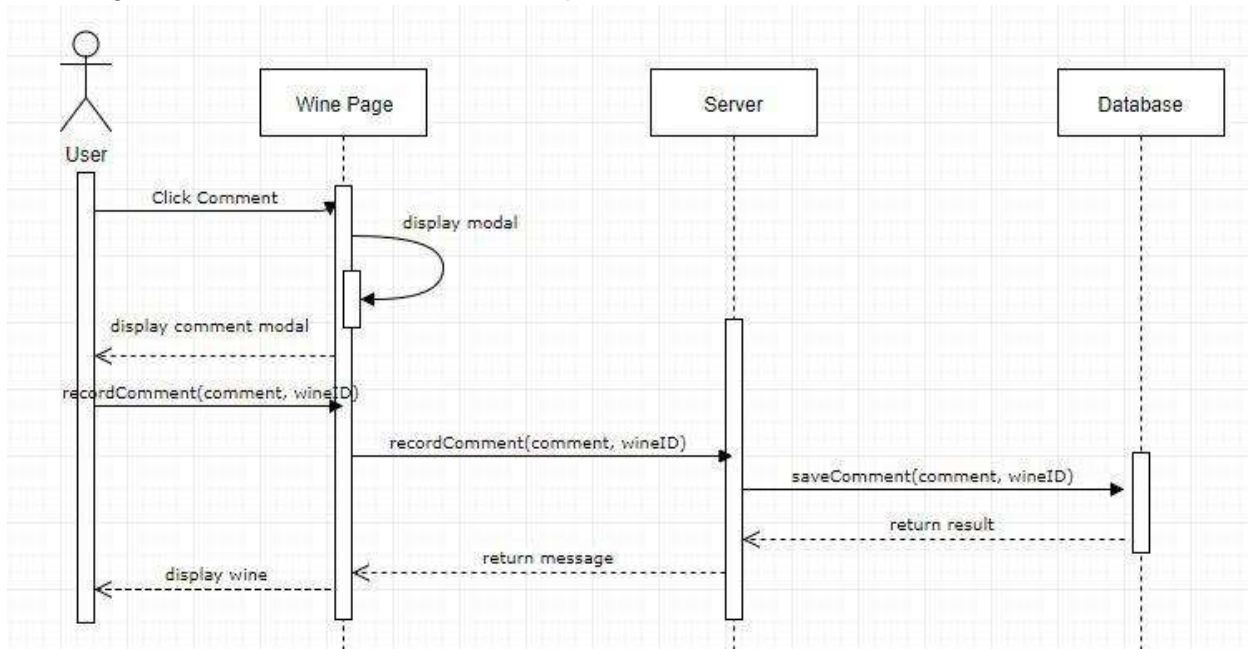 Wine Page
Server
Database
User
Click Comment
display modal
display comment modal
recordComment(comment, wineID)
recordComment(comment, wineID)
saveComment(comment, wineID)
return result
return message
display wine